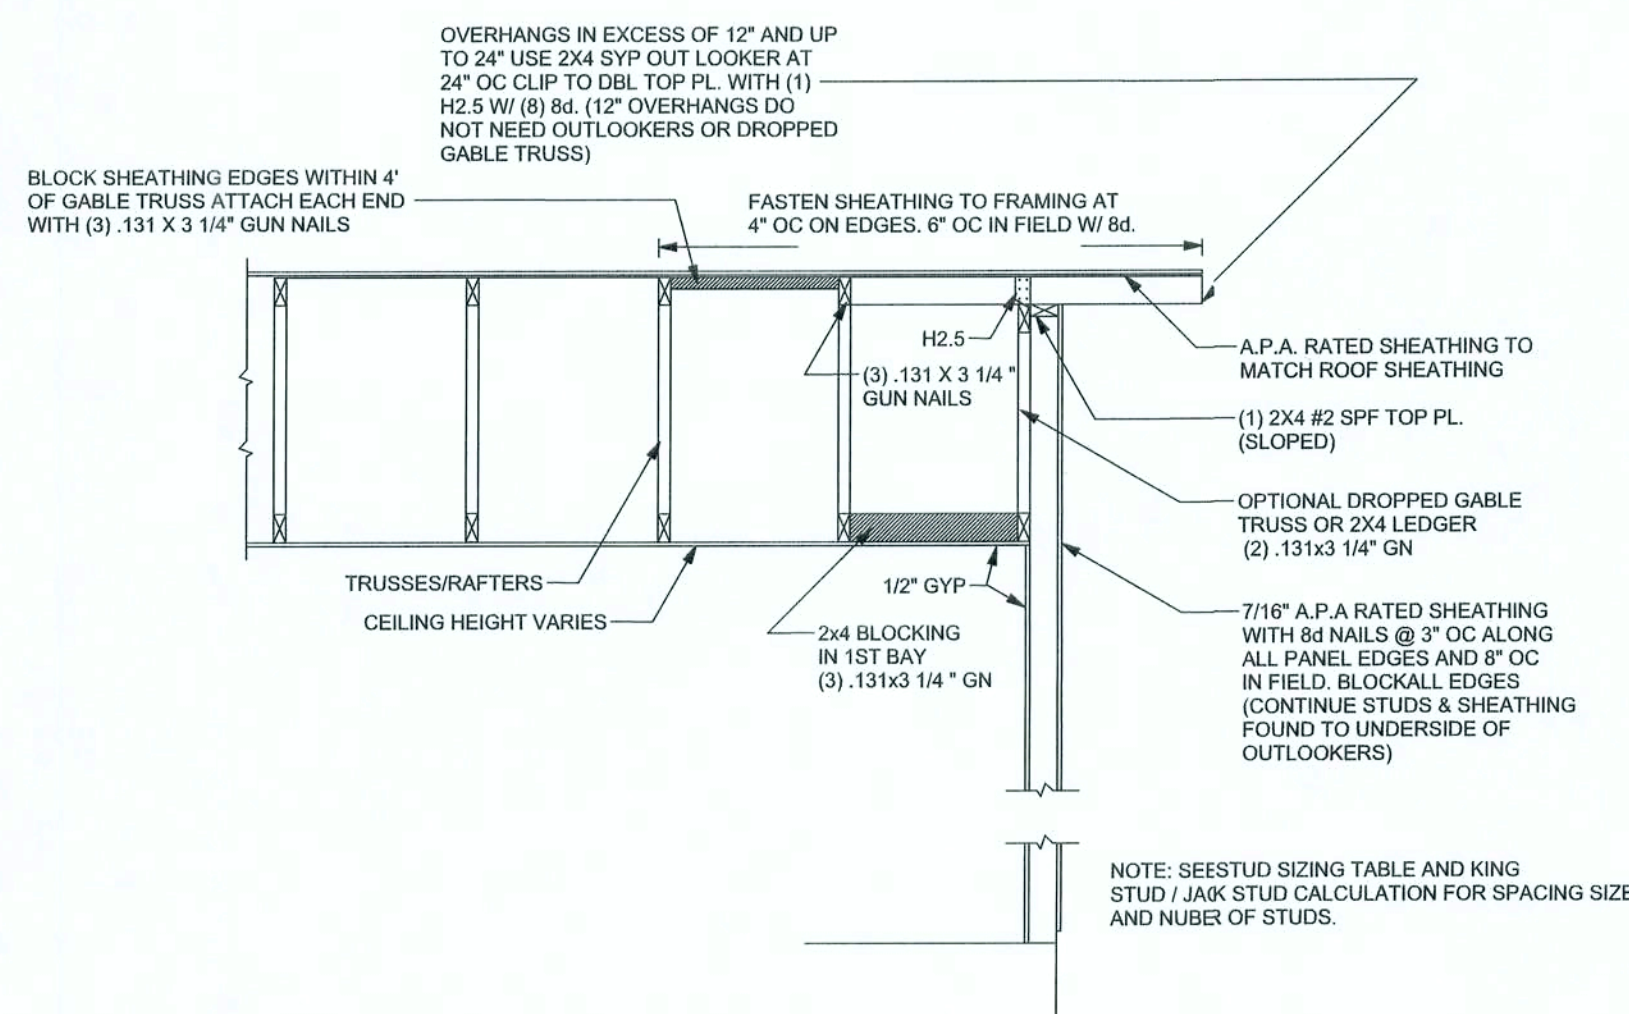 OVERHANGS IN EXCESS OF 12" AND UP
TO 24" USE 2X4 SYP OUT LOOKER AT
24" OC CLIP TO DBL TOP PL. WITH (1)
H2.5 W/ (8) 8d. (12" OVERHANGS DO
NOT NEED OUTLOOKERS OR DROPPED
GABLE TRUSS)
BLOCK SHEATHING EDGES WITHIN 4'
OF GABLE TRUSS ATTACH EACH END
WITH (3) .131 X 3 1/4" GUN NAILS
FASTEN SHEATHING TO FRAMING AT
4" OC ON EDGES. 6" OC IN FIELD W/ 8d.
H2.5
(3) .131 X 3 1/4 "
GUN NAILS
A.P.A. RATED SHEATHING TO
MATCH ROOF SHEATHING
(1) 2X4 #2 SPF TOP PL.
(SLOPED)
OPTIONAL DROPPED GABLE
TRUSS OR 2X4 LEDGER
(2) .131x3 1/4" GN
TRUSSES/RAFTERS
CEILING HEIGHT VARIES
1/2" GYP
2x4 BLOCKING
IN 1ST BAY
(3) .131x3 1/4 " GN
7/16" A.P.A RATED SHEATHING
WITH 8d NAILS @ 3" OC ALONG
ALL PANEL EDGES AND 8" OC
IN FIELD. BLOCKALL EDGES
(CONTINUE STUDS & SHEATHING
FOUND TO UNDERSIDE OF
OUTLOOKERS)
NOTE: SEESTUD SIZING TABLE AND KING
STUD / JACK STUD CALCULATION FOR SPACING SIZE
AND NUBER OF STUDS.